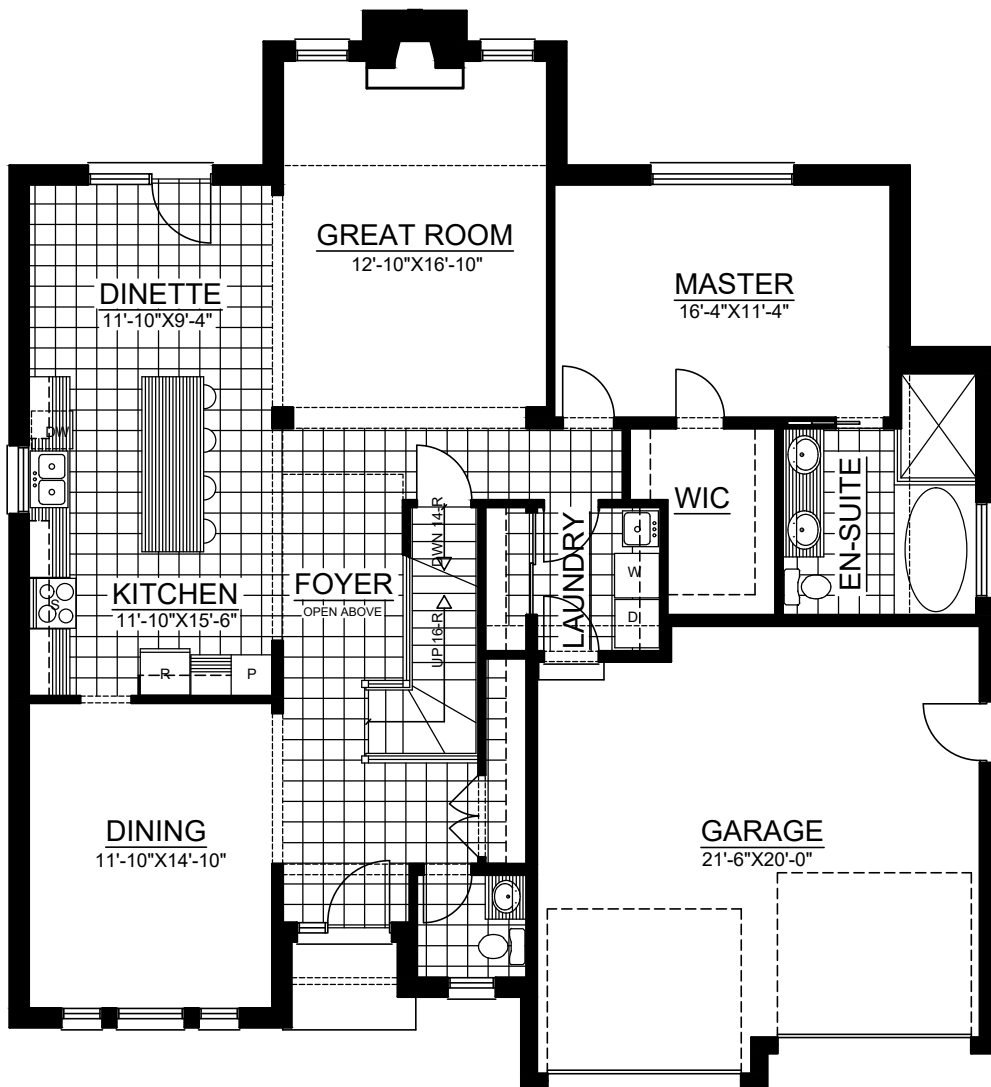 GREAT ROOM
12'-10"X16'-10"
MASTER
16'-4"X11'-4"
DINETTE
11'-10"X9'-4"
DW
WIC
EN-SUITE
DWN 14-R
LAUNDRY
W
D
FOYER
OPEN ABOVE
UP 16-R
S
KITCHEN
11'-10"X15'-6"
R
P
DINING
11'-10"X14'-10"
GARAGE
21'-6"X20'-0"